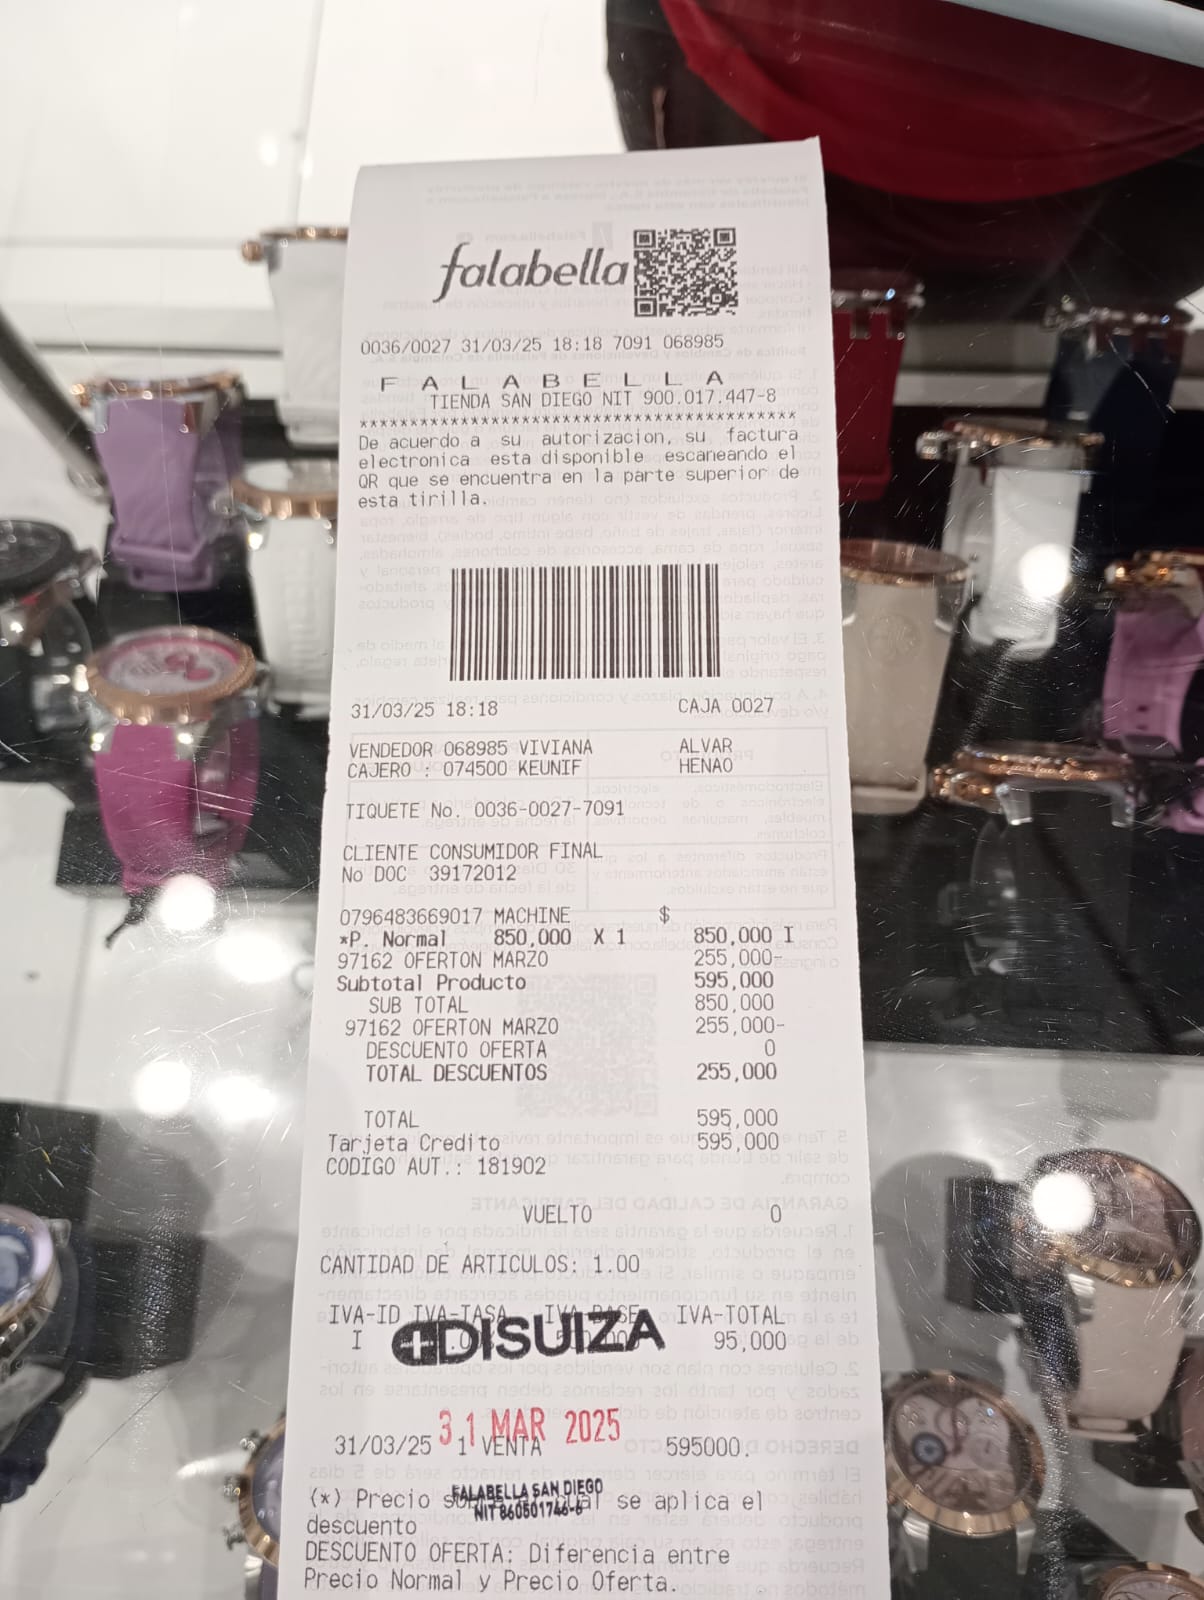 falabella
0036/0027 31/03/25 18:18 7091 068985
F A L A B E L L A
TIENDA SAN DIEGO NIT 900.017.447-8
******************************************
De acuerdo a su autorizacion, su factura
electronica esta disponible escaneando el
QR que se encuentra en la parte superior de
esta tirilla.
31/03/25 18:18 CAJA 0027
VENDEDOR 068985 VIVIANA ALVAR
CAJERO : 074500 KEUNIF HENAO
TIQUETE No. 0036-0027-7091
CLIENTE CONSUMIDOR FINAL
No DOC 39172012
0796483669017 MACHINE $
*P. Normal 850,000 X 1 850,000 I
97162 OFERTON MARZO 255,000-
Subtotal Producto 595,000
SUB TOTAL 850,000
97162 OFERTON MARZO 255,000-
DESCUENTO OFERTA 0
TOTAL DESCUENTOS 255,000
TOTAL 595,000
Tarjeta Credito 595,000
CODIGO AUT.: 181902
VUELTO 0
CANTIDAD DE ARTICULOS: 1.00
IVA-ID IVA-TASA IVA-BASE IVA-TOTAL
I 95,000
DISUIZA
31 MAR 2025
31/03/25 1 VENTA 595000.
FALABELLA SAN DIEGO
NIT 860501746-6
(*) Precio se aplica el
descuento
DESCUENTO OFERTA: Diferencia entre
Precio Normal y Precio Oferta.